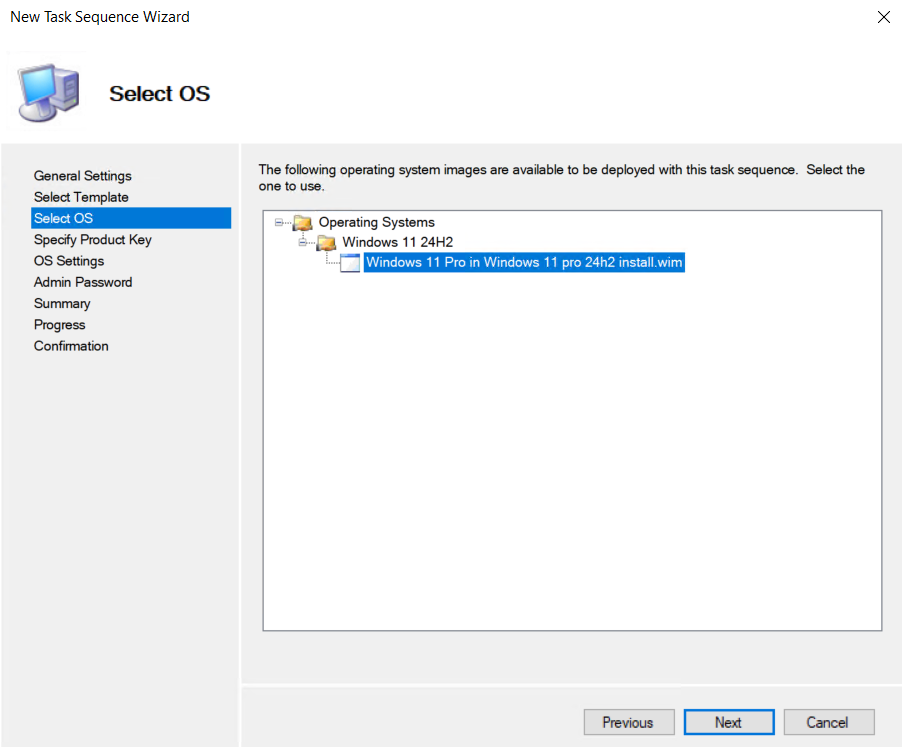 New Task Sequence Wizard
Select OS
General Settings
Select Template
Select OS
Specify Product Key
OS Settings
Admin Password
Summary
Progress
Confirmation
The following operating system images are available to be deployed with this task sequence.  Select the
one to use.
Operating Systems
Windows 11 24H2
Windows 11 Pro in Windows 11 pro 24h2 install.wim
Previous
Next
Cancel